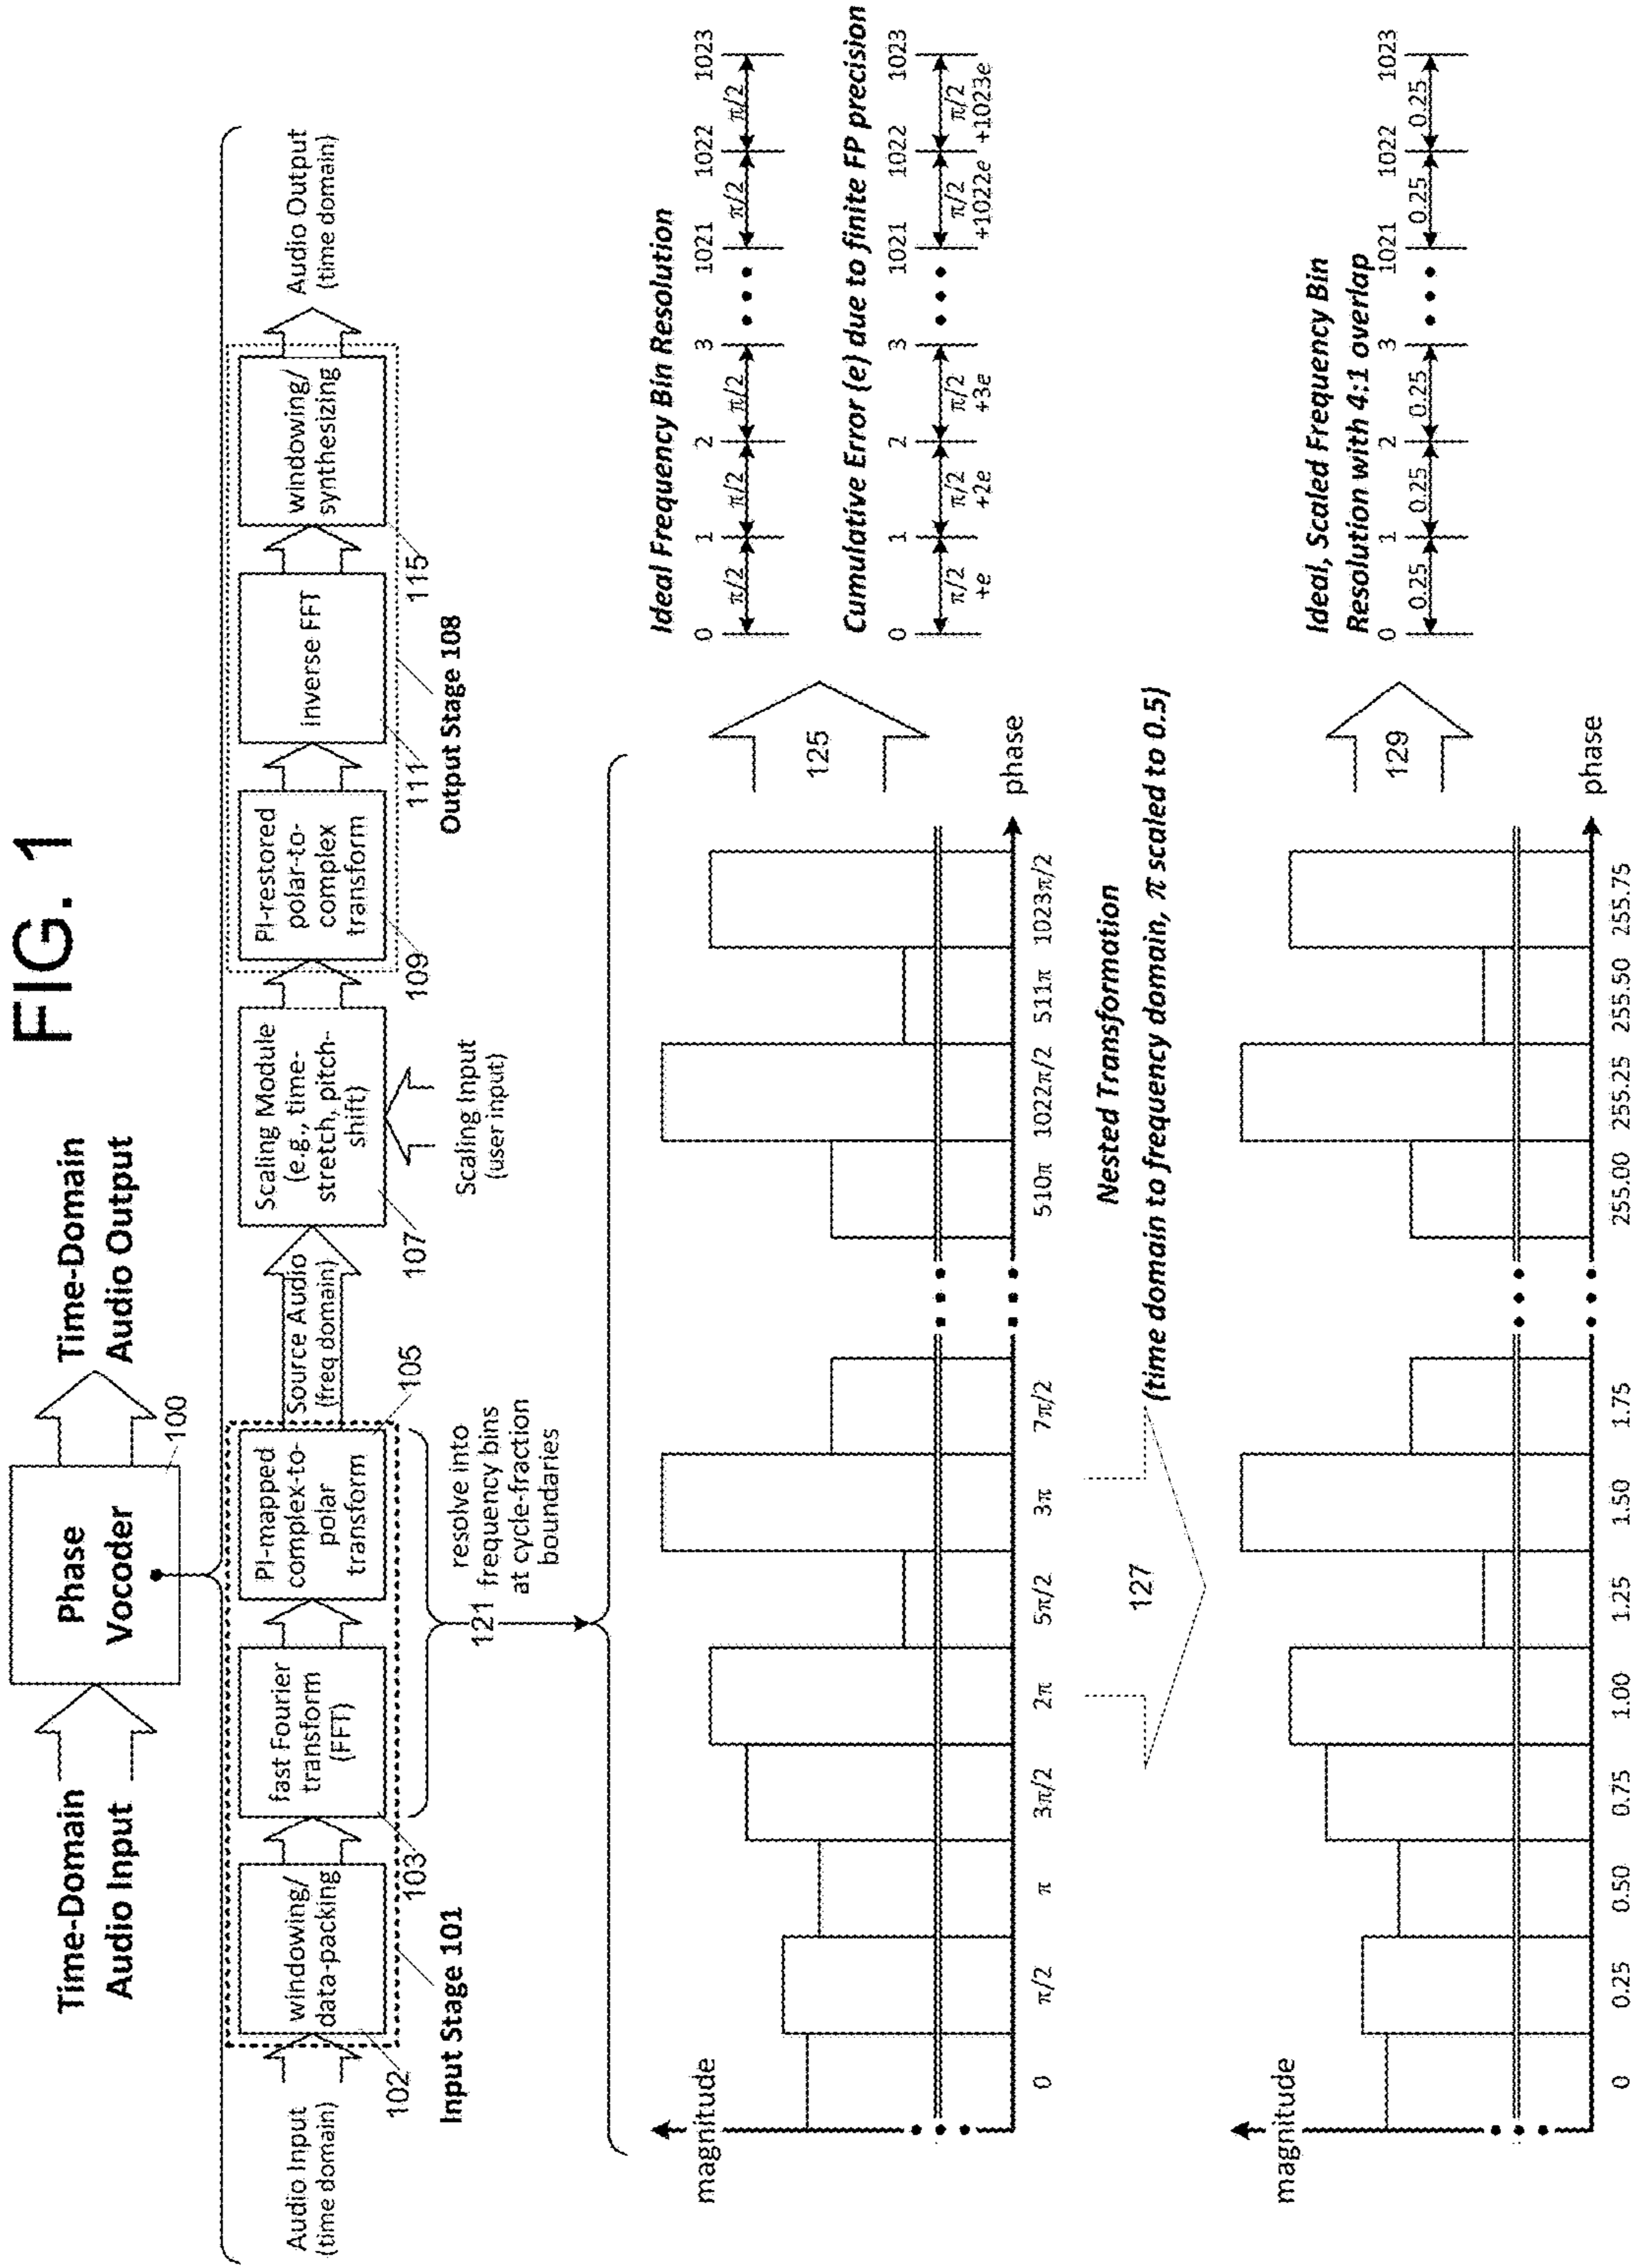 FIG. 1
Time-Domain
Audio Input
Phase
Vocoder
100
Time-Domain
Audio Output
Audio Input
(time domain)
windowing/
data-packing
102
fast Fourier
transform
(FFT)
103
PI-mapped
complex-to-
polar
transform
105
Input Stage 101
Source Audio
(freq domain)
Scaling Module
(e.g., time-
stretch, pitch-
shift)
107
Scaling Input
(user input)
PI-restored
polar-to-
complex
transform
109
inverse FFT
111
windowing/
synthesizing
115
Output Stage 108
Audio Output
(time domain)
121
resolve into
frequency bins
at cycle-fraction
boundaries
magnitude
0 π/2 π 3π/2 2π 5π/2 3π 7π/2 510π 1022π/2 511π 1023π/2
phase
125
Ideal Frequency Bin Resolution
0 1 2 3 1021 1022 1023
π/2 π/2 π/2 π/2 π/2
Cumulative Error (e) due to finite FP precision
0 1 2 3 1021 1022 1023
π/2 π/2 π/2 π/2 π/2
+e +2e +3e +1022e +1023e
127
Nested Transformation
(time domain to frequency domain, π scaled to 0.5)
magnitude
0 0.25 0.50 0.75 1.00 1.25 1.50 1.75 255.00 255.25 255.50 255.75
phase
129
Ideal, Scaled Frequency Bin
Resolution with 4:1 overlap
0 1 2 3 1021 1022 1023
0.25 0.25 0.25 0.25 0.25